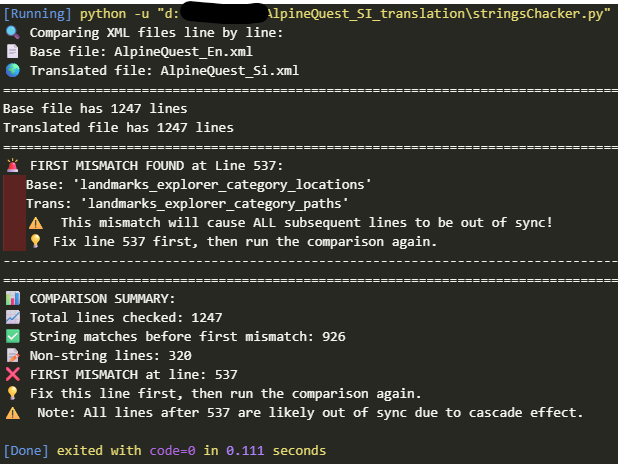 [Running] python -u "d:\AlpineQuest_SI_translation\stringsChacker.py"
🔍 Comparing XML files line by line:
📄 Base file: AlpineQuest_En.xml
🌍 Translated file: AlpineQuest_Si.xml
================================================================================
Base file has 1247 lines
Translated file has 1247 lines
================================================================================
🚨 FIRST MISMATCH FOUND at Line 537:
Base: 'landmarks_explorer_category_locations'
Trans: 'landmarks_explorer_category_paths'
⚠️ This mismatch will cause ALL subsequent lines to be out of sync!
💡 Fix line 537 first, then run the comparison again.
--------------------------------------------------------------------------------
================================================================================
📊 COMPARISON SUMMARY:
📈 Total lines checked: 1247
✅ String matches before first mismatch: 926
📝 Non-string lines: 320
❌ FIRST MISMATCH at line: 537
💡 Fix this line first, then run the comparison again.
⚠️ Note: All lines after 537 are likely out of sync due to cascade effect.
[Done] exited with code=0 in 0.111 seconds